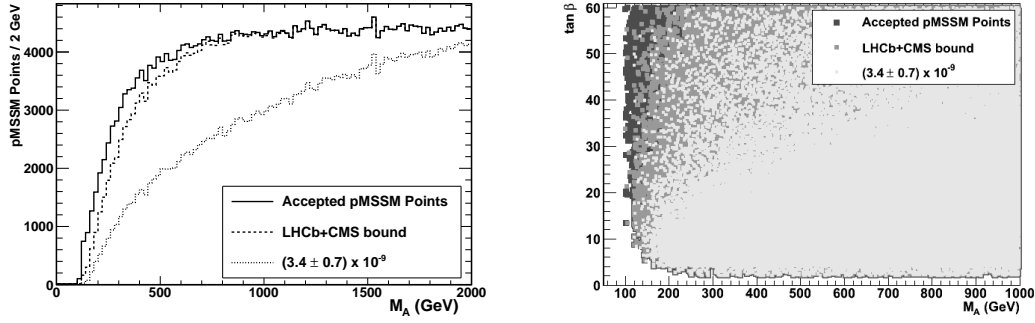 pMSSM Points / 2 GeV
4000
3000
2000
1000
0
Accepted pMSSM Points
LHCb+CMS bound
(3.4 ± 0.7) x 10⁻⁹
0 500 1000 1500 2000
M_A (GeV)
tan β
60
50
40
30
20
10
0
Accepted pMSSM Points
LHCb+CMS bound
(3.4 ± 0.7) x 10⁻⁹
100 200 300 400 500 600 700 800 900 1000
M_A (GeV)